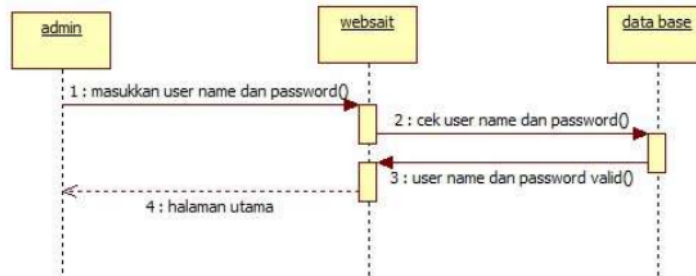 admin
websait
data base
1 : masukkan user name dan password()
2 : cek user name dan password()
3 : user name dan password valid()
4 : halaman utama